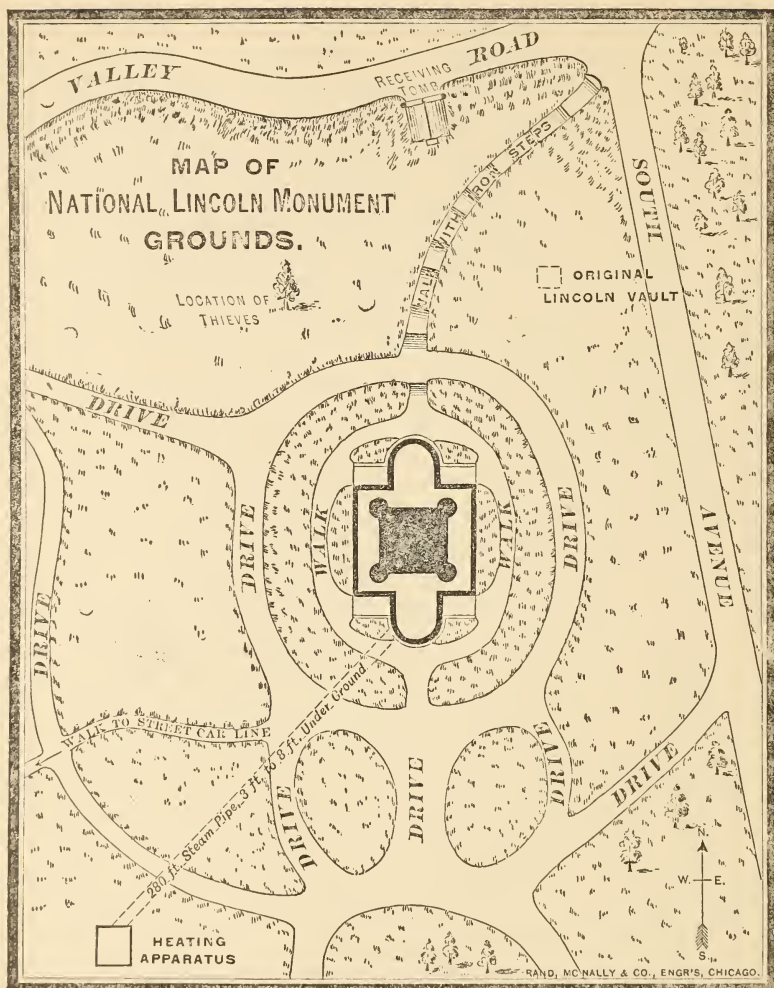 VALLEY ROAD
RECEIVING
TOMB
MAP OF
NATIONAL LINCOLN MONUMENT
GROUNDS.
WALK WITH IRON STEPS
SOUTH AVENUE
ORIGINAL
LINCOLN VAULT
LOCATION OF
THIEVES
DRIVE
DRIVE
WALK
WALK
DRIVE
DRIVE
WALK TO STREET CAR LINE
280 ft. Steam Pipe, 3 ft. to 8 ft. Under Ground
DRIVE
DRIVE
DRIVE
DRIVE
N.
W. E.
S.
HEATING
APPARATUS
RAND, MCNALLY & CO., ENGR'S, CHICAGO.